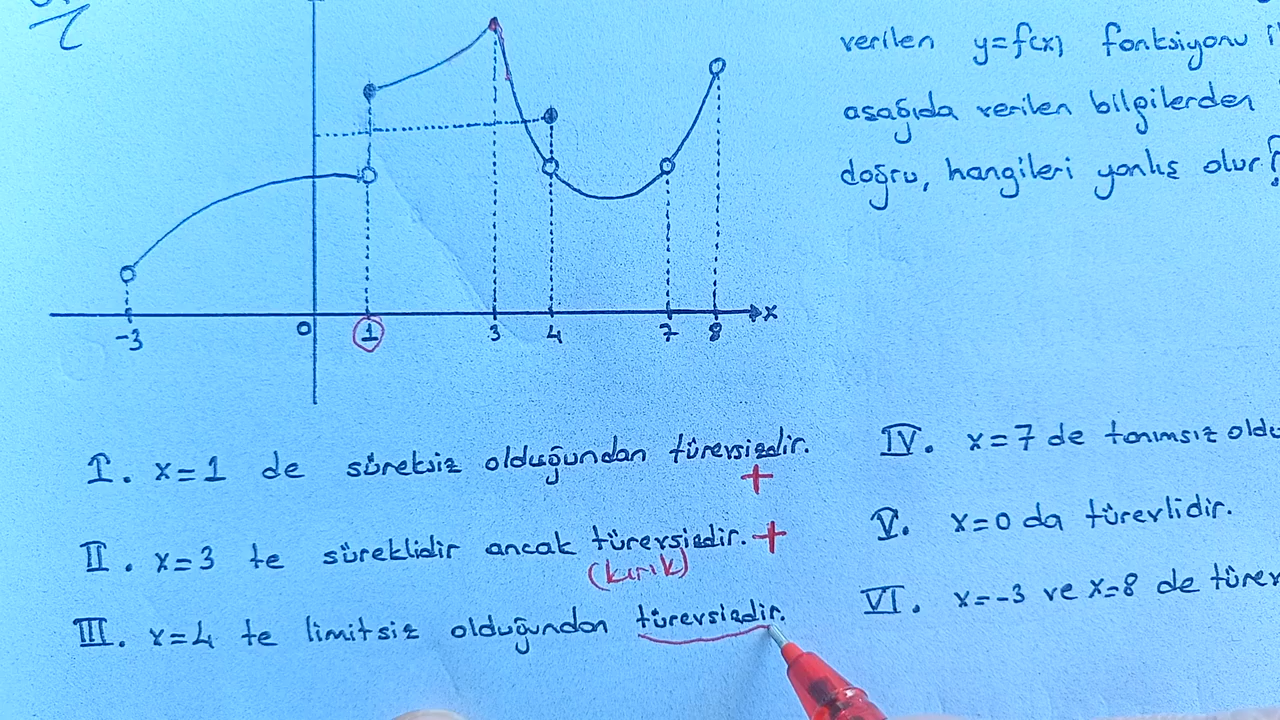 verilen y=f(x) fonksiyonu
aşağıda verilen bilgilerden
doğru, hangileri yanlış olur?
-3 0 1 3 4 7 8 x
I. x=1 de süreksiz olduğundan türevsizdir.
+
II. x=3 te süreklidir ancak türevsizdir. +
(kırık)
III. x=4 te limitsiz olduğundan türevsizdir.
IV. x=7 de tanımsız
V. x=0 da türevlidir.
VI. x=-3 ve x=8 de